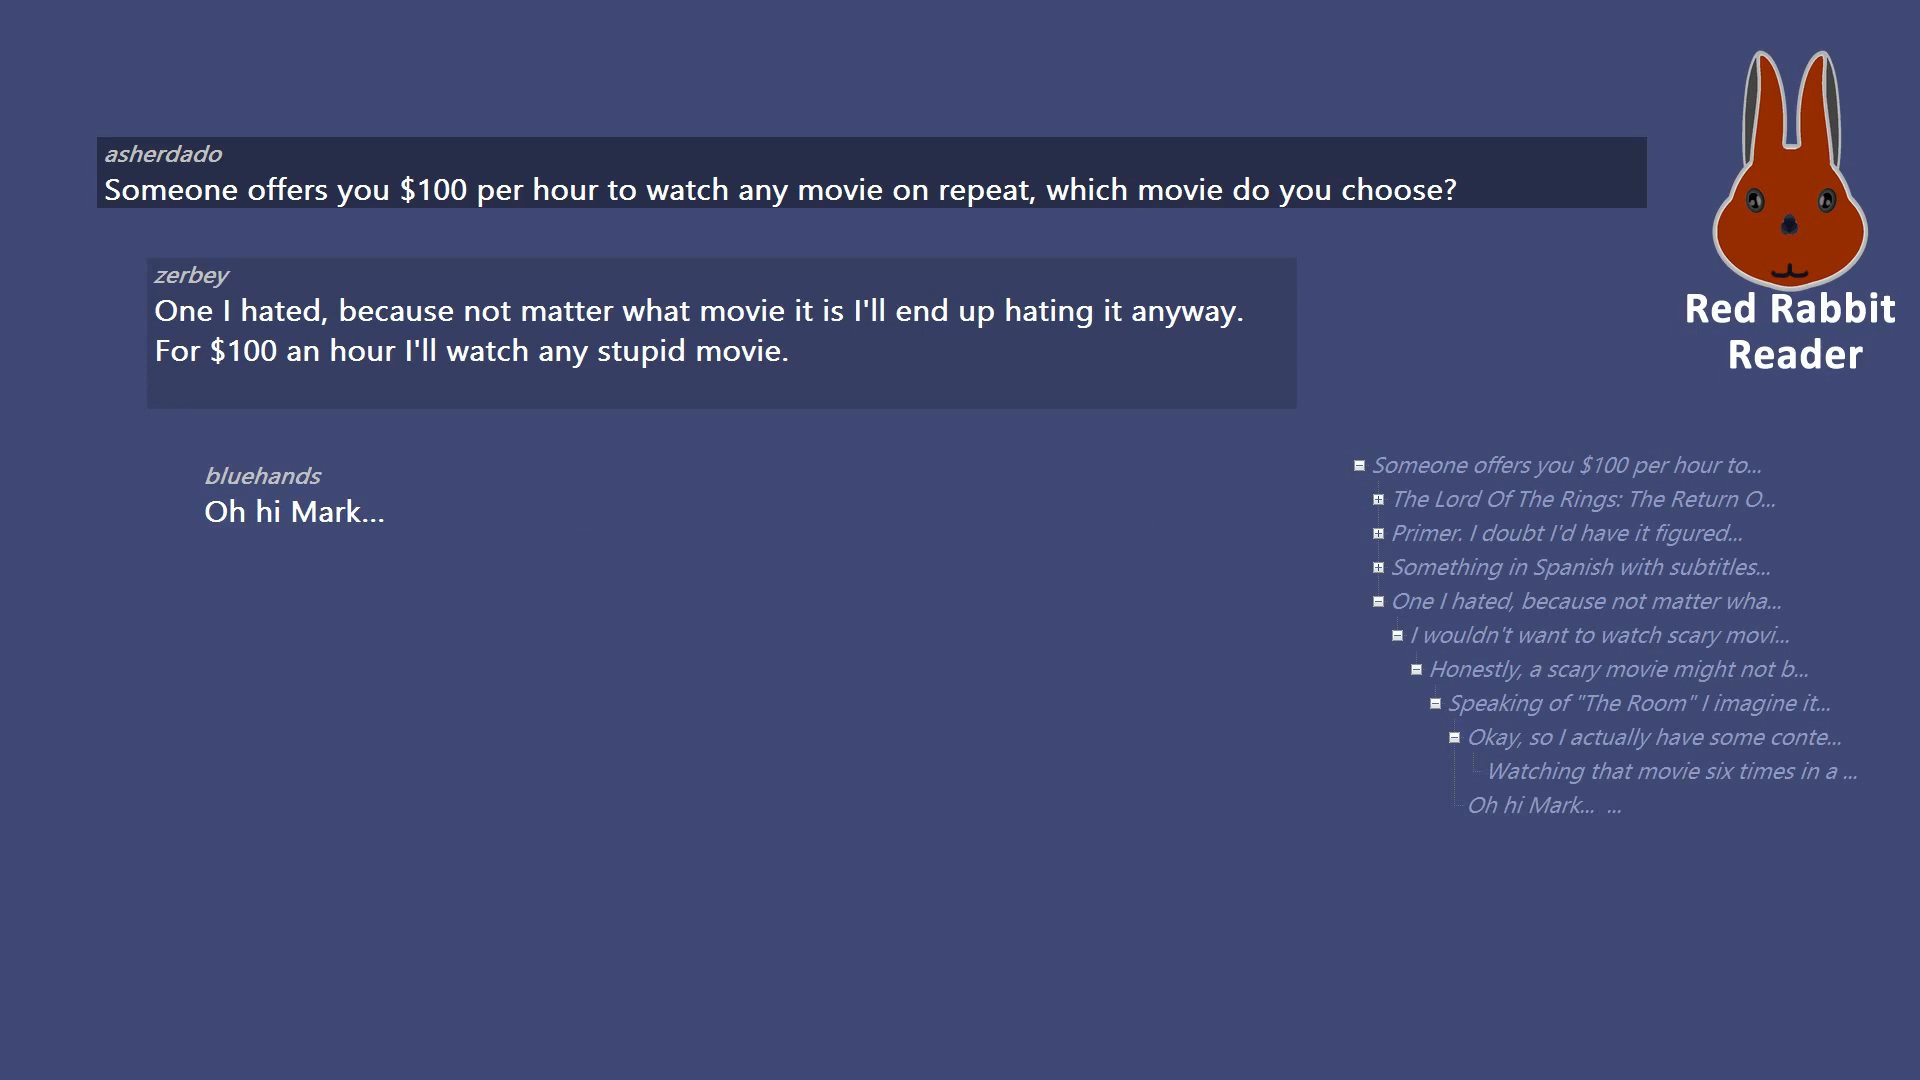 asherdado
Someone offers you $100 per hour to watch any movie on repeat, which movie do you choose?
zerbey
One I hated, because not matter what movie it is I'll end up hating it anyway.
For $100 an hour I'll watch any stupid movie.
bluehands
Oh hi Mark...
Red Rabbit
Reader
Someone offers you $100 per hour to...
The Lord Of The Rings: The Return O...
Primer. I doubt I'd have it figured...
Something in Spanish with subtitles...
One I hated, because not matter wha...
I wouldn't want to watch scary movi...
Honestly, a scary movie might not b...
Speaking of "The Room" I imagine it...
Okay, so I actually have some conte...
Watching that movie six times in a ...
Oh hi Mark... ...